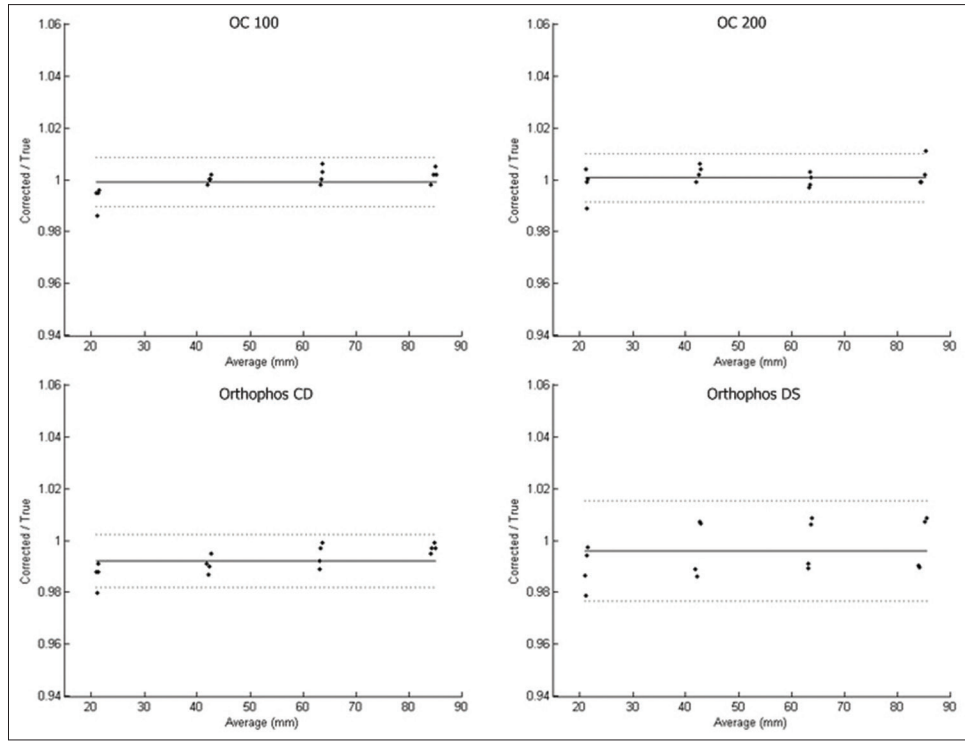 OC 100
1.06
1.04
1.02
1
0.98
0.96
0.94
Corrected / True
20 30 40 50 60 70 80 90
Average (mm)
OC 200
1.06
1.04
1.02
1
0.98
0.96
0.94
Corrected / True
20 30 40 50 60 70 80 90
Average (mm)
Orthophos CD
1.06
1.04
1.02
1
0.98
0.96
0.94
Corrected / True
20 30 40 50 60 70 80 90
Average (mm)
Orthophos DS
1.06
1.04
1.02
1
0.98
0.96
0.94
Corrected / True
20 30 40 50 60 70 80 90
Average (mm)